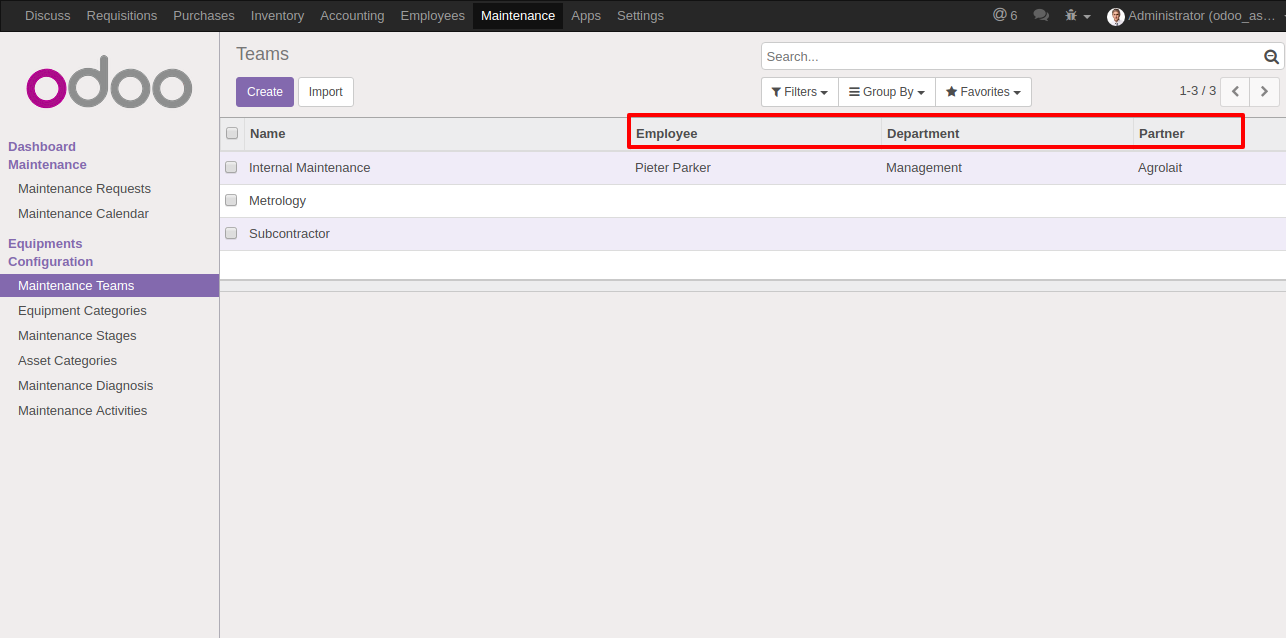 Discuss Requisitions Purchases Inventory Accounting Employees Maintenance Apps Settings @ 6 Administrator (odoo_as...
odoo
Teams
Search...
Create Import
Filters Group By Favorites 1-3 / 3
Name Employee Department Partner
Internal Maintenance Pieter Parker Management Agrolait
Metrology
Subcontractor
Dashboard
Maintenance
Maintenance Requests
Maintenance Calendar
Equipments
Configuration
Maintenance Teams
Equipment Categories
Maintenance Stages
Asset Categories
Maintenance Diagnosis
Maintenance Activities